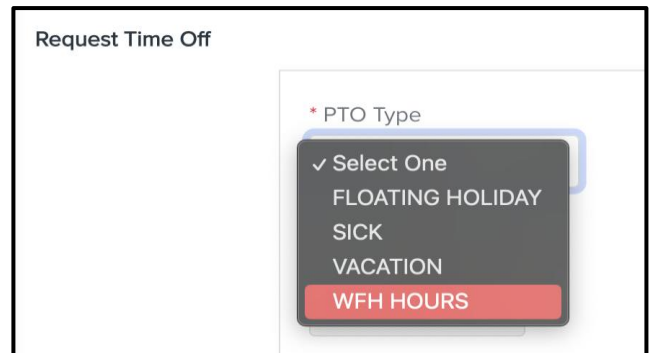 Request Time Off
* PTO Type
✓ Select One
FLOATING HOLIDAY
SICK
VACATION
WFH HOURS